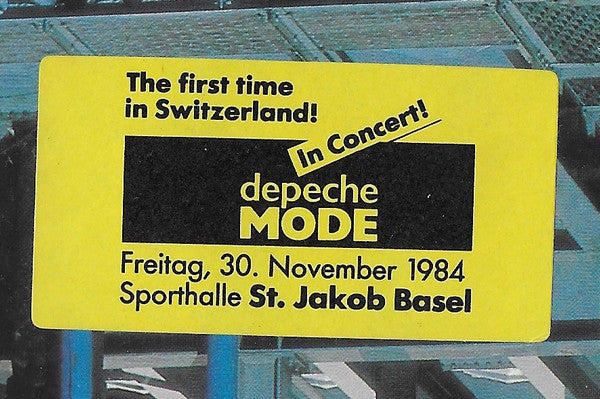 The first time
in Switzerland!
In Concert!
depeche
MODE
Freitag, 30. November 1984
Sporthalle St. Jakob Basel